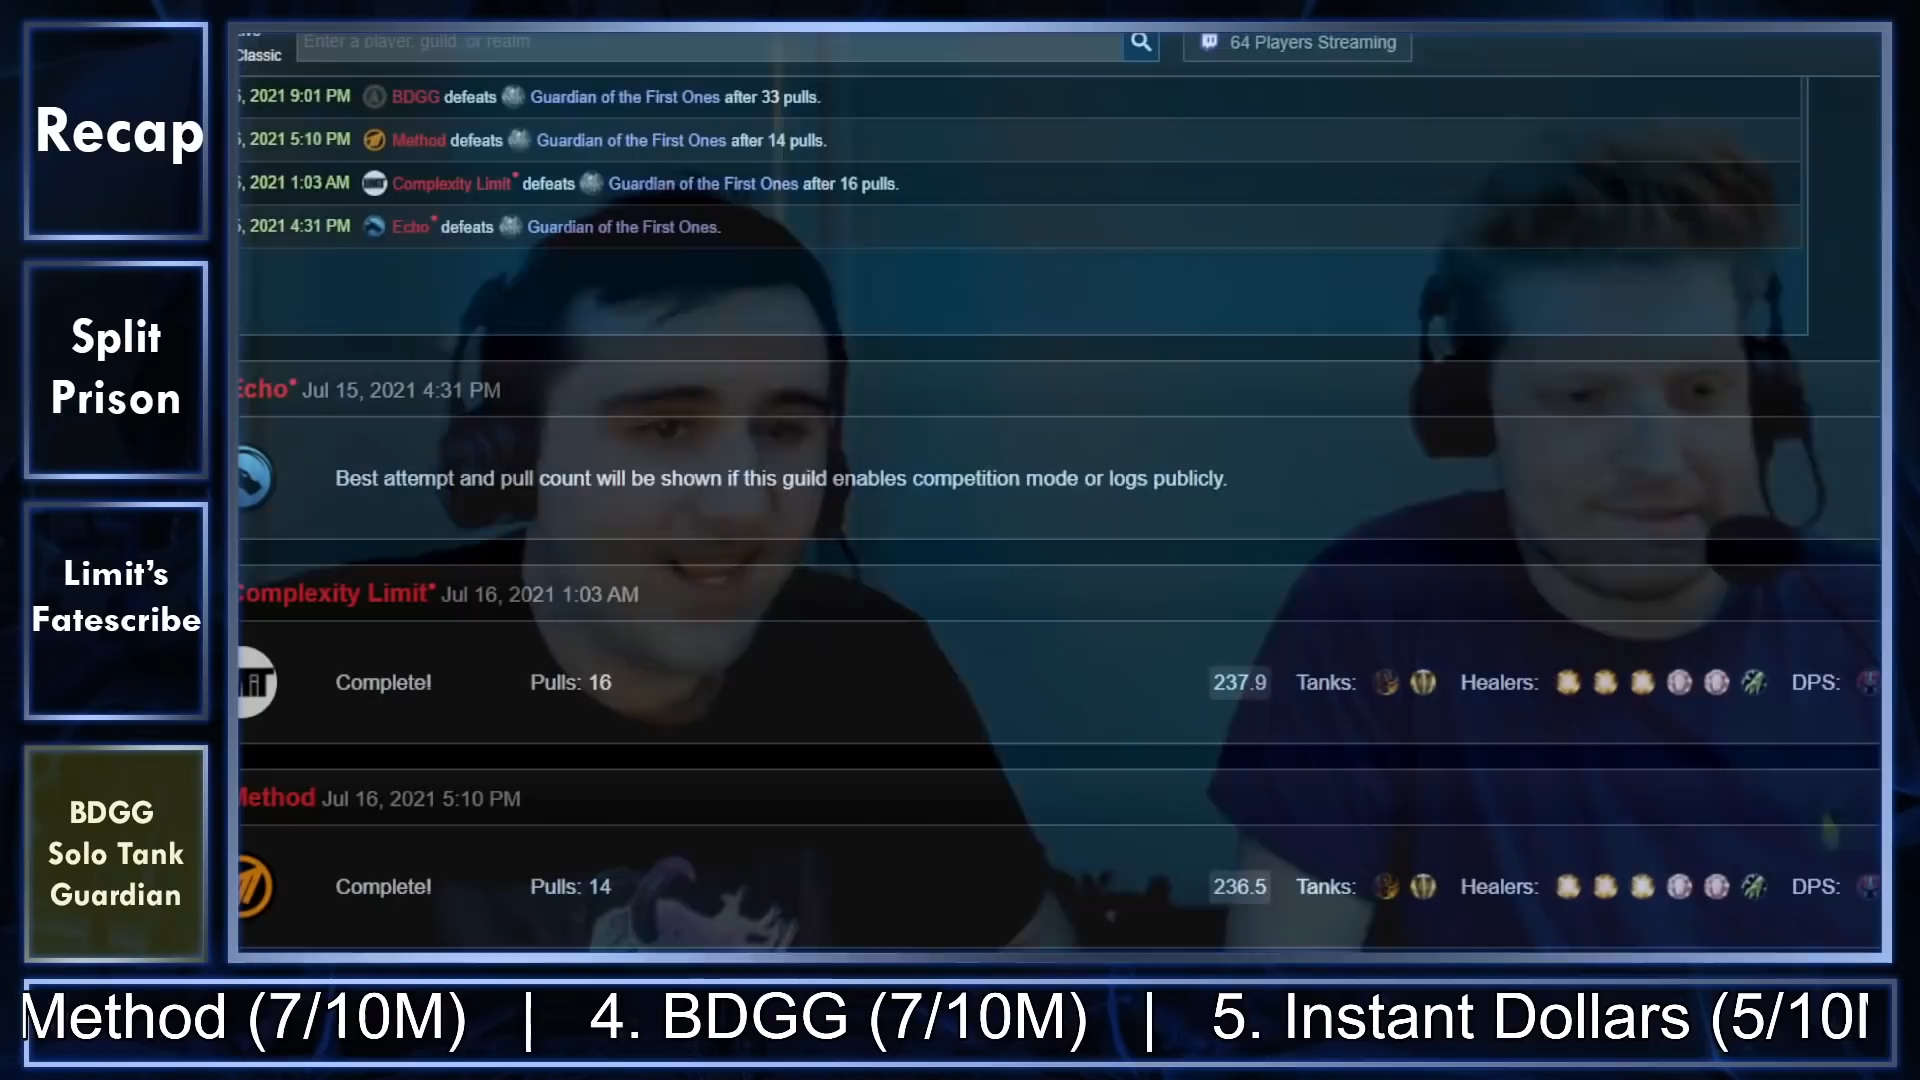 Recap
Split
Prison
Limit's
Fatescribe
BDGG
Solo Tank
Guardian
Classic
Enter a player, guild, or realm
64 Players Streaming
, 2021 9:01 PM BDGG defeats Guardian of the First Ones after 33 pulls.
, 2021 5:10 PM Method defeats Guardian of the First Ones after 14 pulls.
, 2021 1:03 AM Complexity Limit* defeats Guardian of the First Ones after 16 pulls.
5, 2021 4:31 PM Echo* defeats Guardian of the First Ones.
Echo* Jul 15, 2021 4:31 PM
Best attempt and pull count will be shown if this guild enables competition mode or logs publicly.
Complexity Limit* Jul 16, 2021 1:03 AM
Complete! Pulls: 16 237.9 Tanks: Healers: DPS:
Method Jul 16, 2021 5:10 PM
Complete! Pulls: 14 236.5 Tanks: Healers: DPS:
Method (7/10M) | 4. BDGG (7/10M) | 5. Instant Dollars (5/10